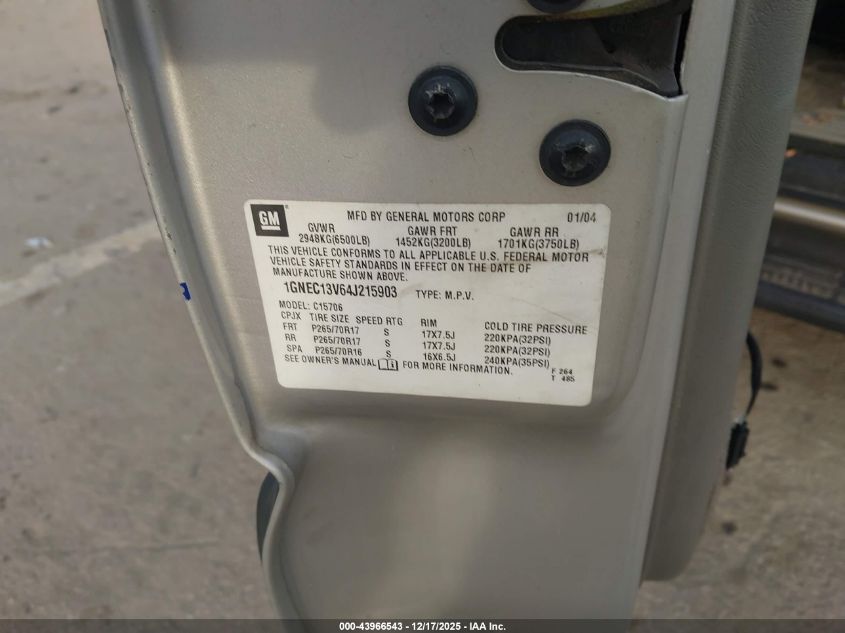 GM MFD BY GENERAL MOTORS CORP 01/04
GVWR GAWR FRT GAWR RR
2948KG(6500LB) 1452KG(3200LB) 1701KG(3750LB)
THIS VEHICLE CONFORMS TO ALL APPLICABLE U.S. FEDERAL MOTOR
VEHICLE SAFETY STANDARDS IN EFFECT ON THE DATE OF
MANUFACTURE SHOWN ABOVE.
1GNEC13V64J215903 TYPE: M.P.V.
MODEL: C15706
CPJX TIRE SIZE SPEED RTG RIM COLD TIRE PRESSURE
FRT P265/70R17 S 17X7.5J 220KPA(32PSI)
RR P265/70R17 S 17X7.5J 220KPA(32PSI)
SPA P265/70R16 S 16X6.5J 240KPA(35PSI)
SEE OWNER'S MANUAL FOR MORE INFORMATION.
F 264
T 485
000-43966543 - 12/17/2025 - IAA Inc.